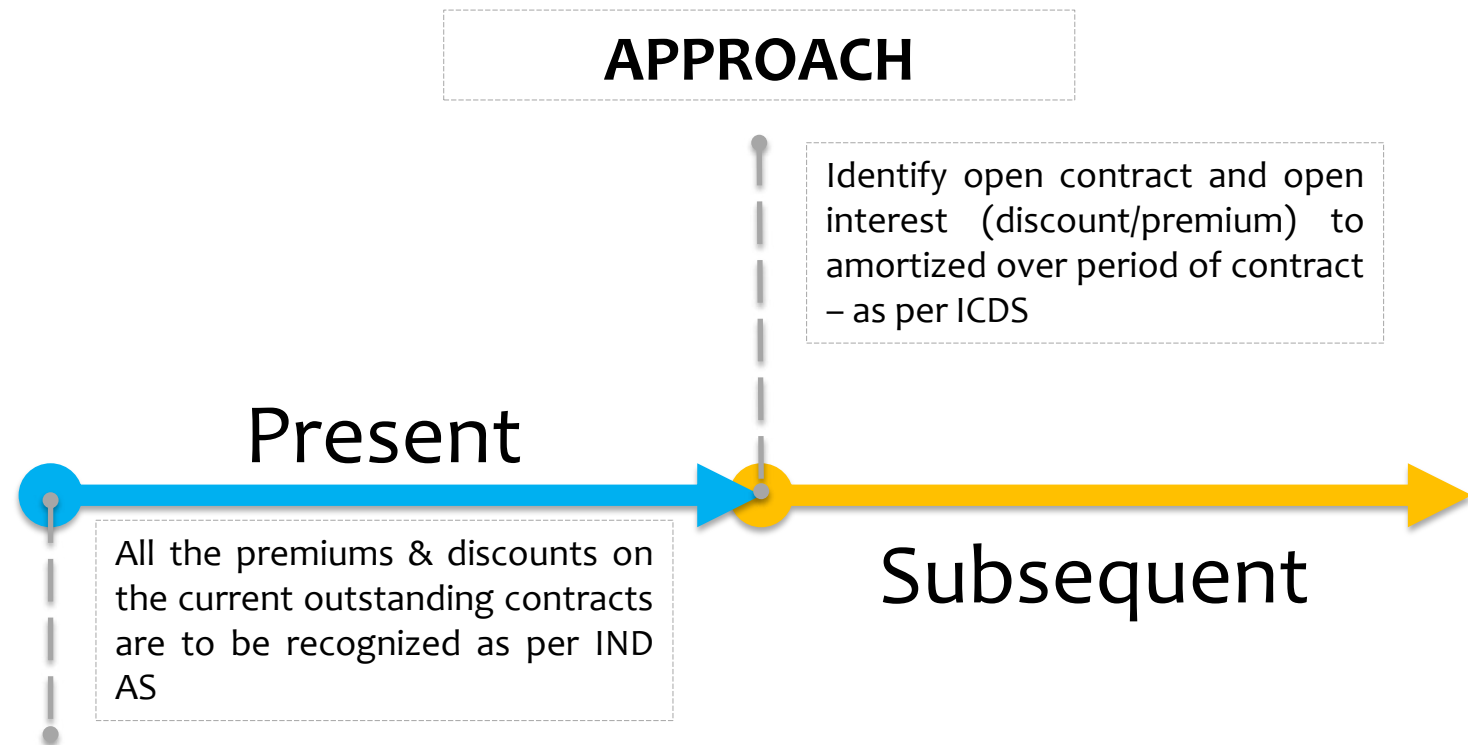 APPROACH
Identify open contract and open
interest (discount/premium) to
amortized over period of contract
– as per ICDS
Present
All the premiums & discounts on
the current outstanding contracts
are to be recognized as per IND
AS
Subsequent